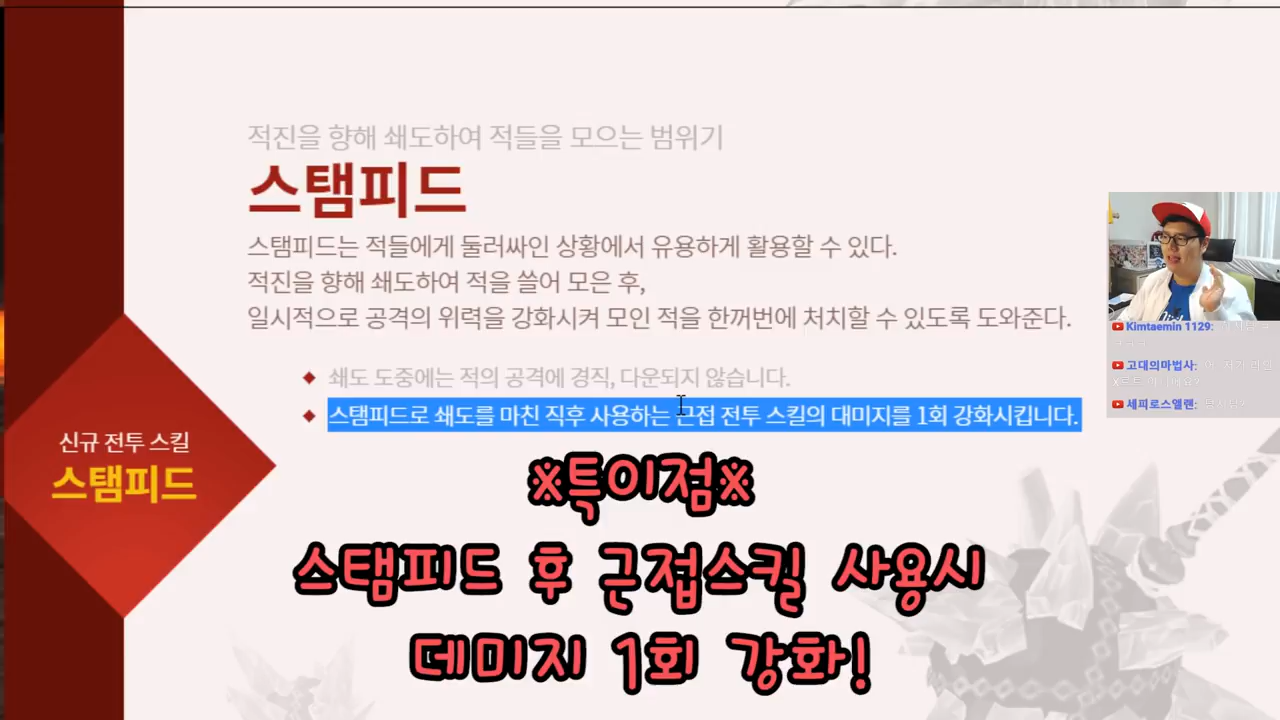 적진을 향해 쇄도하여 적들을 모으는 범위기
스탬피드
스탬피드는 적들에게 둘러싸인 상황에서 유용하게 활용할 수 있다.
적진을 향해 쇄도하여 적을 쓸어 모은 후,
일시적으로 공격의 위력을 강화시켜 모인 적을 한꺼번에 처치할 수 있도록 도와준다.
쇄도 도중에는 적의 공격에 경직, 다운되지 않습니다.
스탬피드로 쇄도를 마친 직후 사용하는 근접 전투 스킬의 대미지를 1회 강화시킵니다.
신규 전투 스킬
스탬피드
Kimtaemin 1129:
고대의마법사:
세피로스엘렌:
※특이점※
스탬피드 후 근접스킬 사용시
데미지 1회 강화!